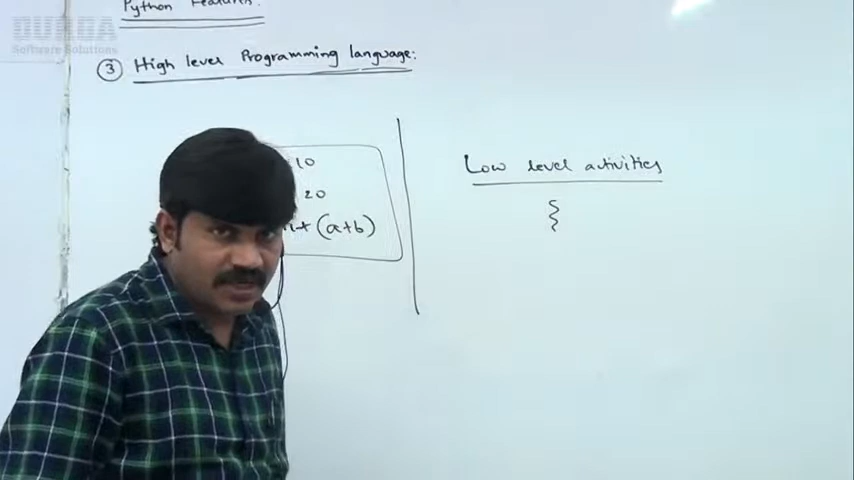 Python Features:
DURGA
Software Solutions
③ High level Programming language:
10
20
(a+b)
Low level activities